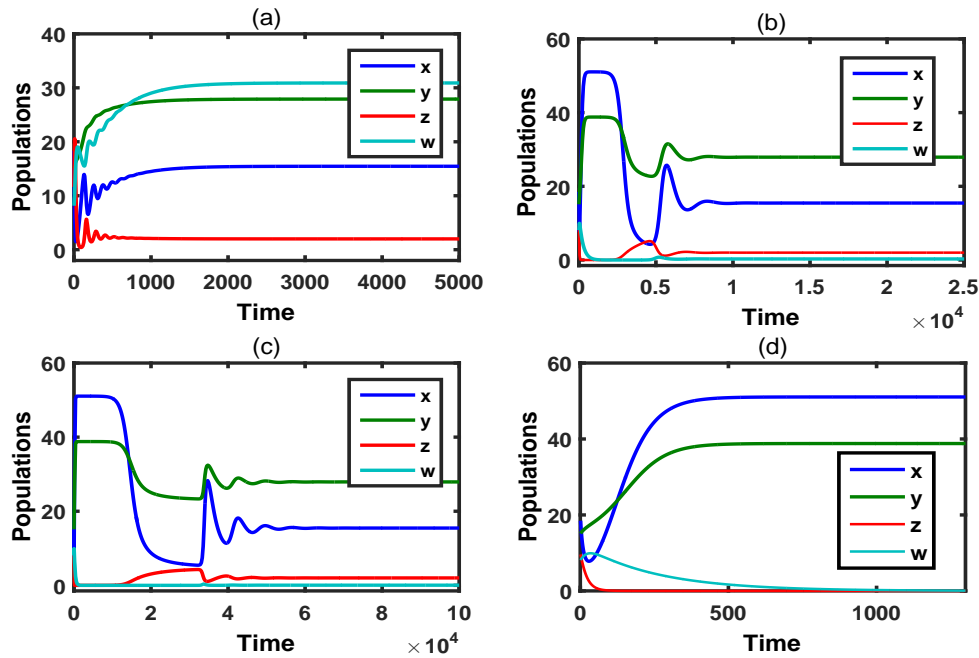 (a)
Populations
40
30
20
10
0
x
y
z
w
0 1000 2000 3000 4000 5000
Time
(b)
Populations
60
40
20
0
x
y
z
w
0 0.5 1 1.5 2 2.5
Time
× 10^4
(c)
Populations
60
40
20
0
x
y
z
w
0 2 4 6 8 10
Time
× 10^4
(d)
Populations
60
40
20
0
x
y
z
w
0 500 1000
Time